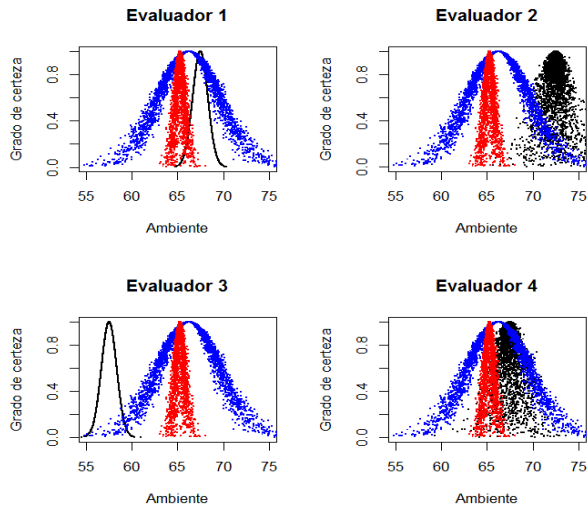 Evaluador 1
Grado de certeza
0.0 0.4 0.8
55 60 65 70 75
Ambiente
Evaluador 2
Grado de certeza
0.0 0.4 0.8
55 60 65 70 75
Ambiente
Evaluador 3
Grado de certeza
0.0 0.4 0.8
55 60 65 70 75
Ambiente
Evaluador 4
Grado de certeza
0.0 0.4 0.8
55 60 65 70 75
Ambiente